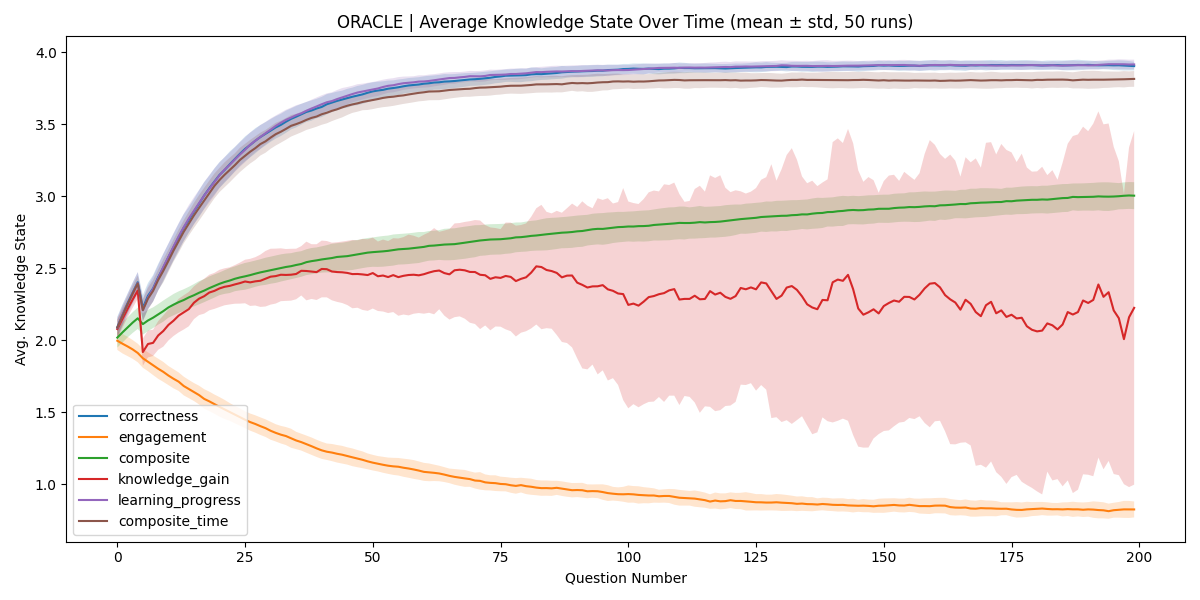 ORACLE | Average Knowledge State Over Time (mean ± std, 50 runs)
Avg. Knowledge State
4.0
3.5
3.0
2.5
2.0
1.5
1.0
correctness
engagement
composite
knowledge_gain
learning_progress
composite_time
0 25 50 75 100 125 150 175 200
Question Number